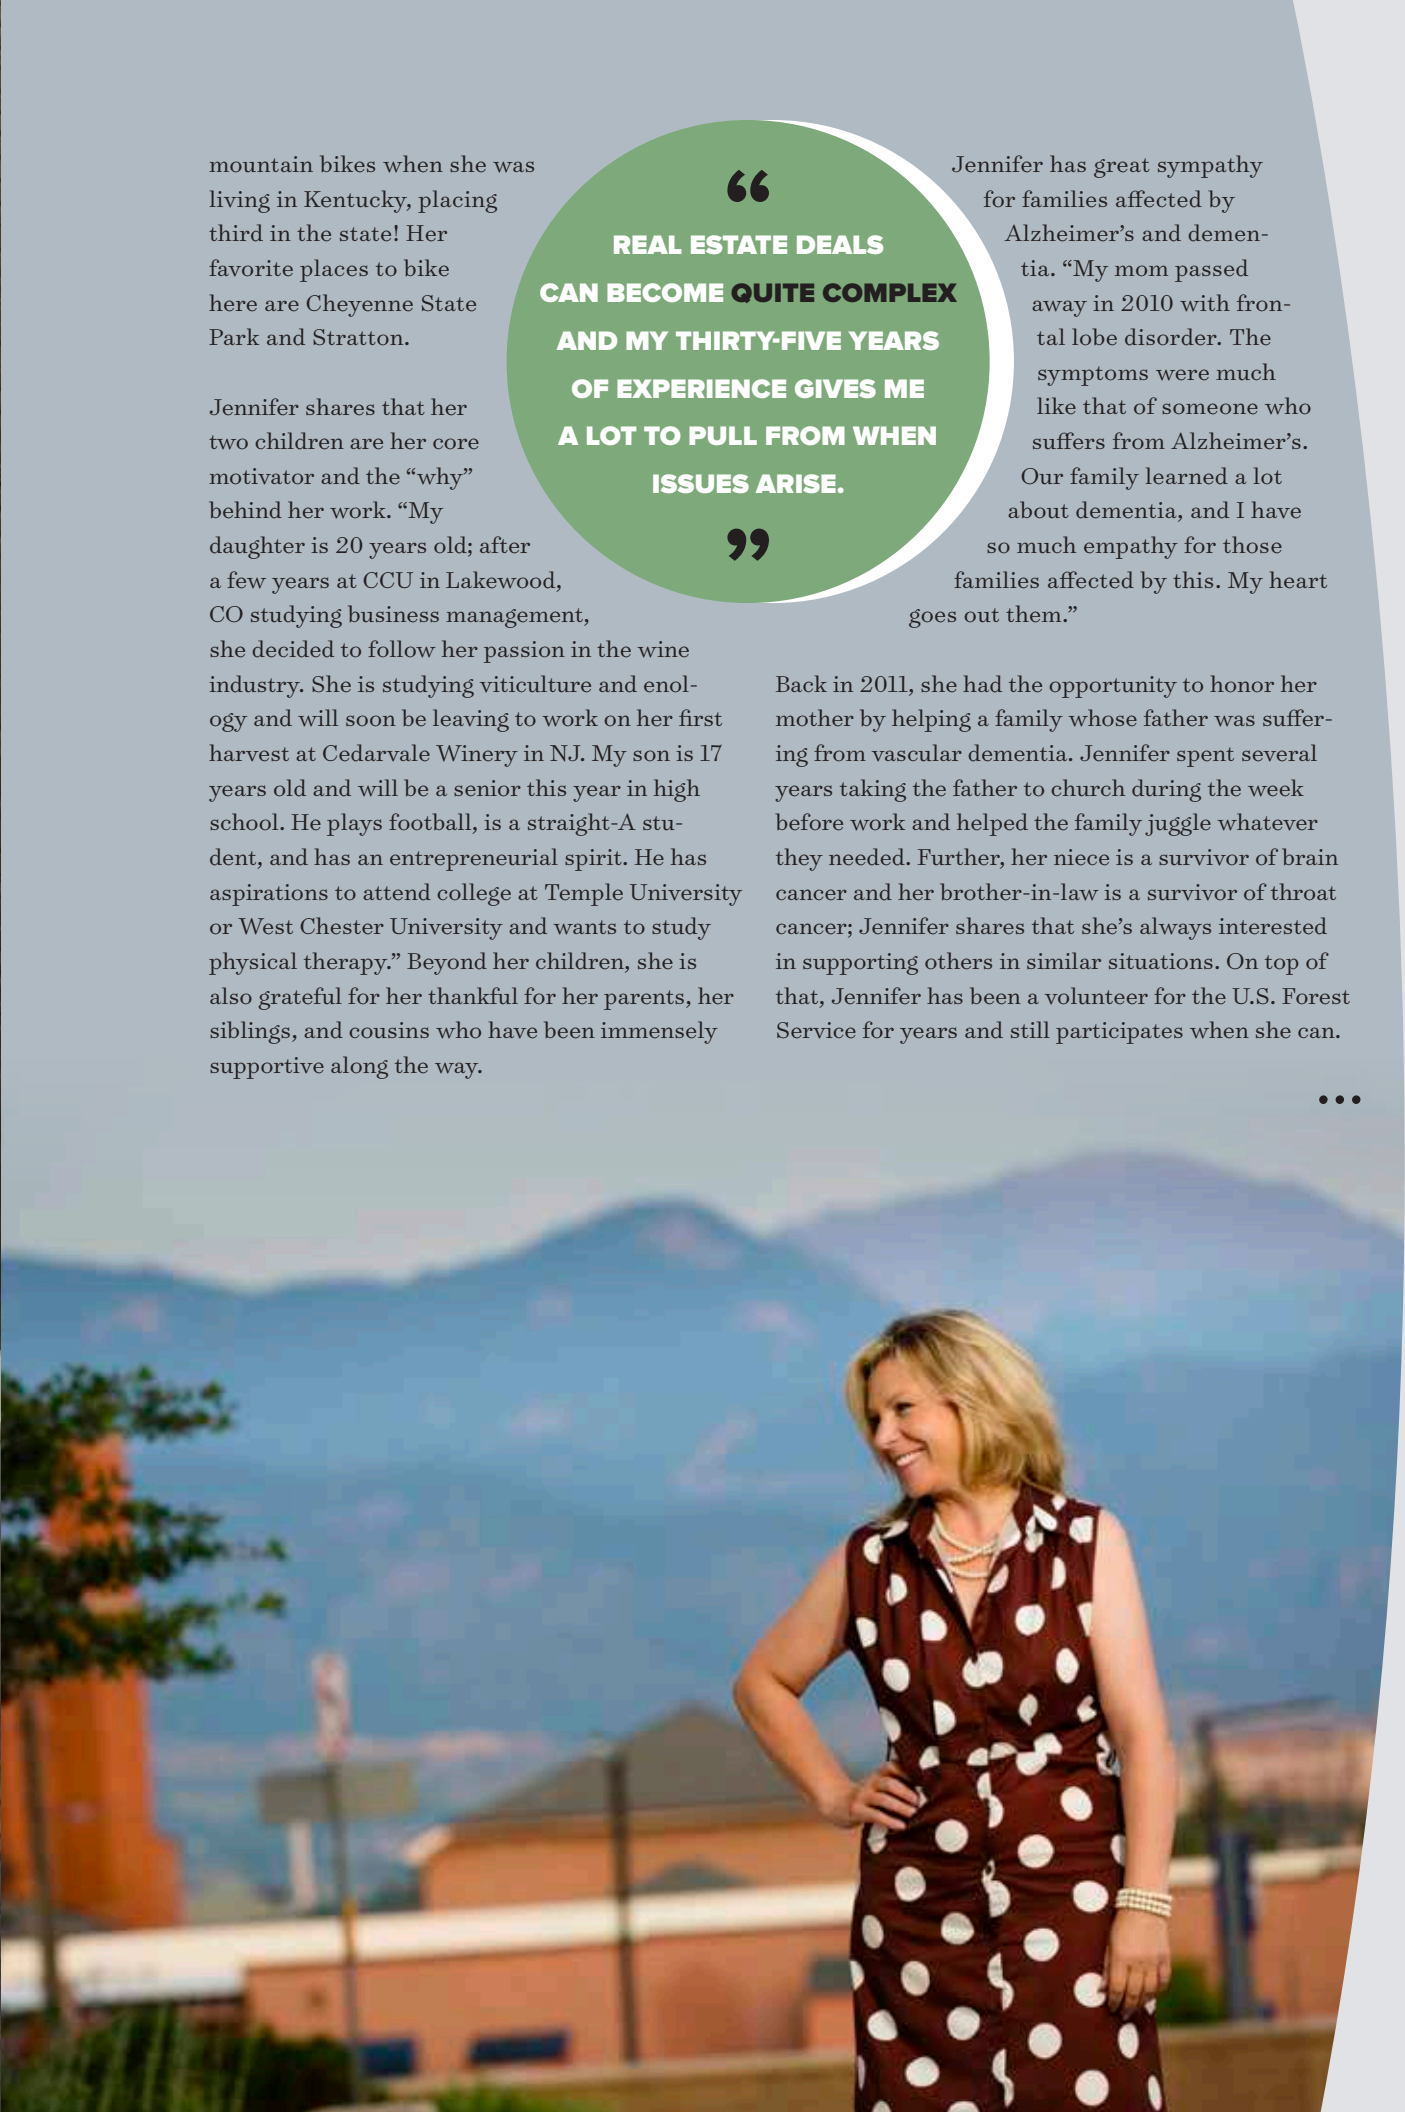 mountain bikes when she was
living in Kentucky, placing
third in the state! Her
favorite places to bike
here are Cheyenne State
Park and Stratton.
Jennifer shares that her
two children are her core
motivator and the “why”
behind her work. “My
daughter is 20 years old; after
a few years at CCU in Lakewood,
CO studying business management,
she decided to follow her passion in the wine
industry. She is studying viticulture and enol-
ogy and will soon be leaving to work on her first
harvest at Cedarvale Winery in NJ. My son is 17
years old and will be a senior this year in high
school. He plays football, is a straight-A stu-
dent, and has an entrepreneurial spirit. He has
aspirations to attend college at Temple University
or West Chester University and wants to study
physical therapy.” Beyond her children, she is
also grateful for her thankful for her parents, her
siblings, and cousins who have been immensely
supportive along the way.
“
REAL ESTATE DEALS
CAN BECOME QUITE COMPLEX
AND MY THIRTY-FIVE YEARS
OF EXPERIENCE GIVES ME
A LOT TO PULL FROM WHEN
ISSUES ARISE.
”
Jennifer has great sympathy
for families affected by
Alzheimer’s and demen-
tia. “My mom passed
away in 2010 with fron-
tal lobe disorder. The
symptoms were much
like that of someone who
suffers from Alzheimer’s.
Our family learned a lot
about dementia, and I have
so much empathy for those
families affected by this. My heart
goes out them.”
Back in 2011, she had the opportunity to honor her
mother by helping a family whose father was suffer-
ing from vascular dementia. Jennifer spent several
years taking the father to church during the week
before work and helped the family juggle whatever
they needed. Further, her niece is a survivor of brain
cancer and her brother-in-law is a survivor of throat
cancer; Jennifer shares that she’s always interested
in supporting others in similar situations. On top of
that, Jennifer has been a volunteer for the U.S. Forest
Service for years and still participates when she can.
•••